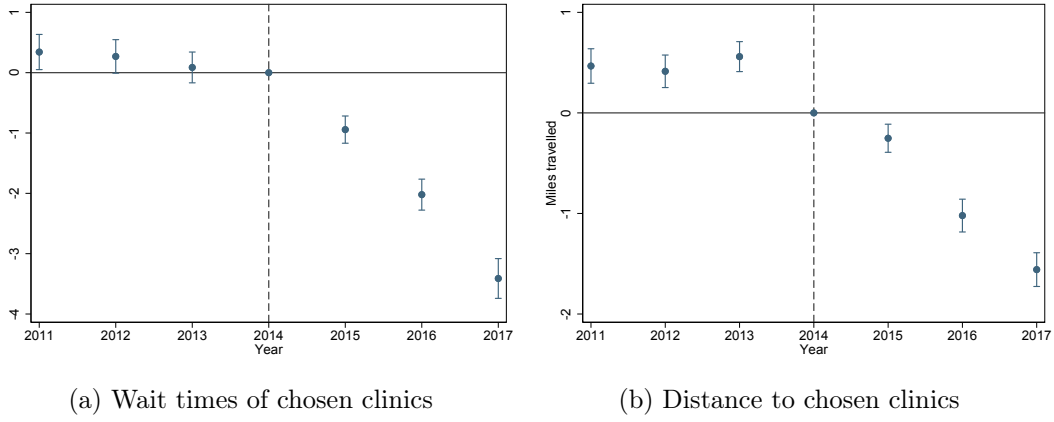 1
0
-1
-2
-3
-4
2011 2012 2013 2014 2015 2016 2017
Year
(a) Wait times of chosen clinics
Miles travelled
1
0
-1
-2
2011 2012 2013 2014 2015 2016 2017
Year
(b) Distance to chosen clinics